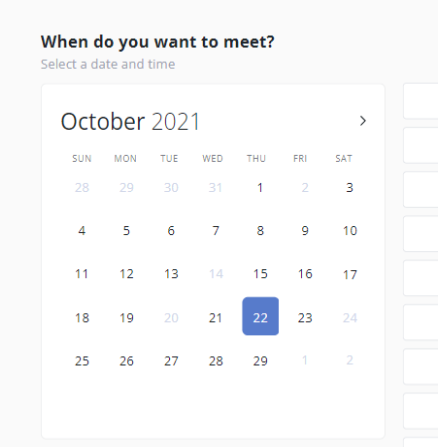 When do you want to meet?
Select a date and time
October 2021
SUN MON TUE WED THU FRI SAT
28 29 30 31 1 2 3
4 5 6 7 8 9 10
11 12 13 14 15 16 17
18 19 20 21 22 23 24
25 26 27 28 29 1 2